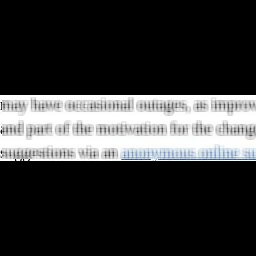 may have occasional outages, as improv
and part of the motivation for the chang
suggestions via an anonymous online su